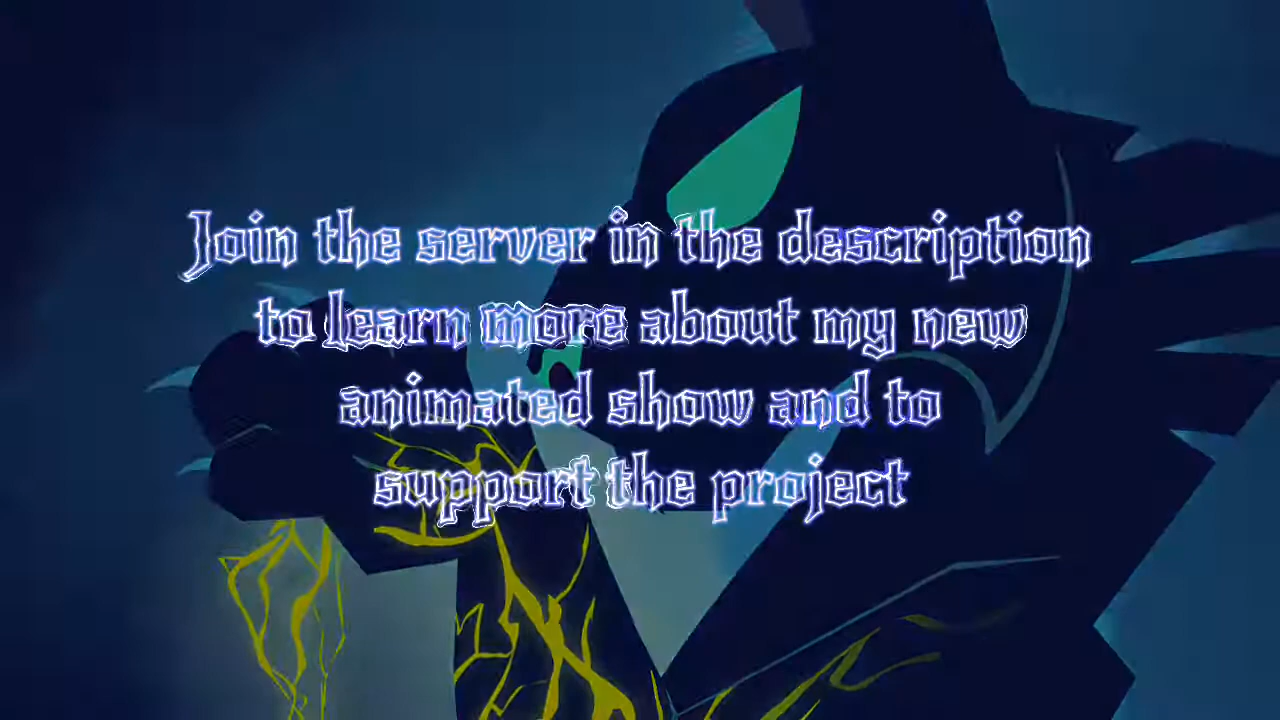 Join the server in the description
to learn more about my new
animated show and to
support the project